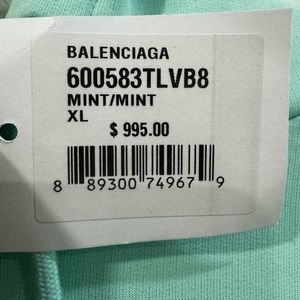 BALENCIAGA
600583TLVB8
MINT/MINT
XL
$ 995.00
8 89300 74967 9